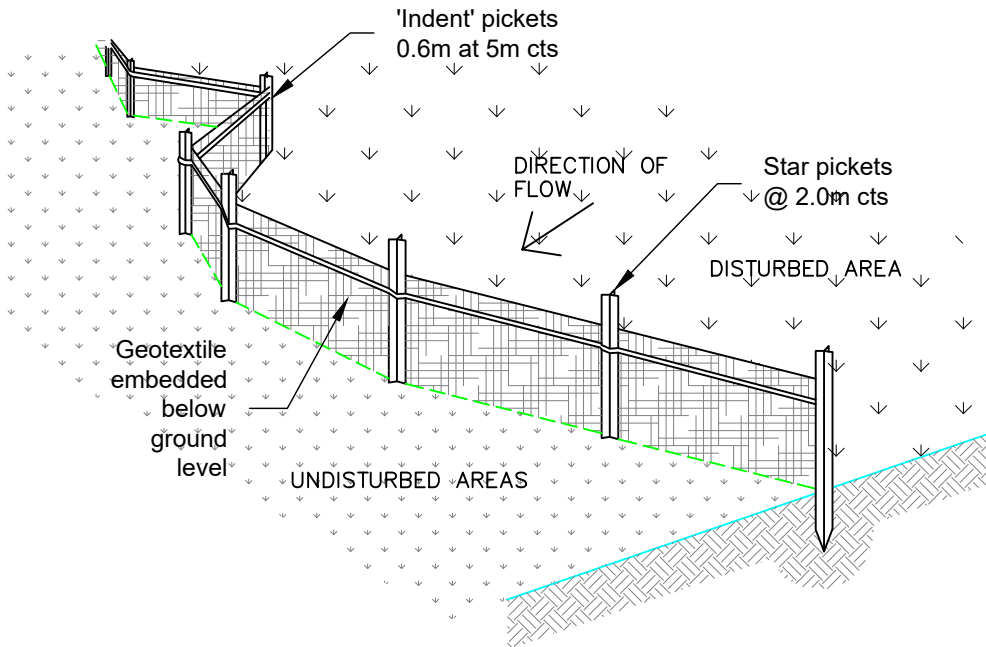 'Indent' pickets
0.6m at 5m cts
DIRECTION OF
FLOW
Star pickets
@ 2.0m cts
DISTURBED AREA
Geotextile
embedded
below
ground
level
UNDISTURBED AREAS